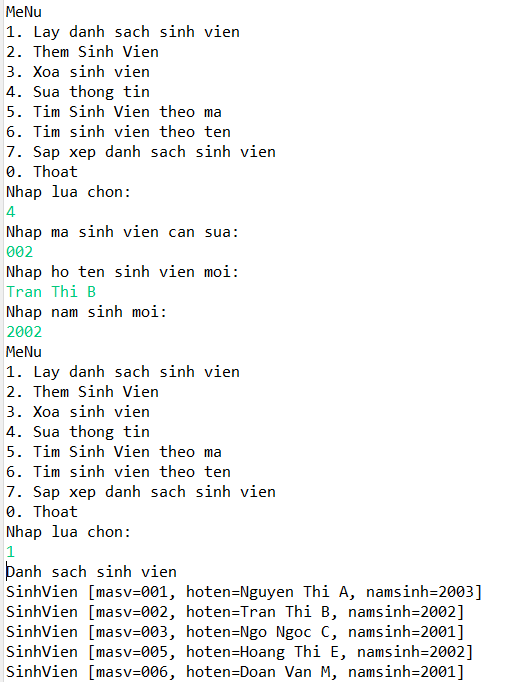 MeNu
1. Lay danh sach sinh vien
2. Them Sinh Vien
3. Xoa sinh vien
4. Sua thong tin
5. Tim Sinh Vien theo ma
6. Tim sinh vien theo ten
7. Sap xep danh sach sinh vien
0. Thoat
Nhap lua chon:
4
Nhap ma sinh vien can sua:
002
Nhap ho ten sinh vien moi:
Tran Thi B
Nhap nam sinh moi:
2002
MeNu
1. Lay danh sach sinh vien
2. Them Sinh Vien
3. Xoa sinh vien
4. Sua thong tin
5. Tim Sinh Vien theo ma
6. Tim sinh vien theo ten
7. Sap xep danh sach sinh vien
0. Thoat
Nhap lua chon:
1
Danh sach sinh vien
SinhVien [masv=001, hoten=Nguyen Thi A, namsinh=2003]
SinhVien [masv=002, hoten=Tran Thi B, namsinh=2002]
SinhVien [masv=003, hoten=Ngo Ngoc C, namsinh=2001]
SinhVien [masv=005, hoten=Hoang Thi E, namsinh=2002]
SinhVien [masv=006, hoten=Doan Van M, namsinh=2001]